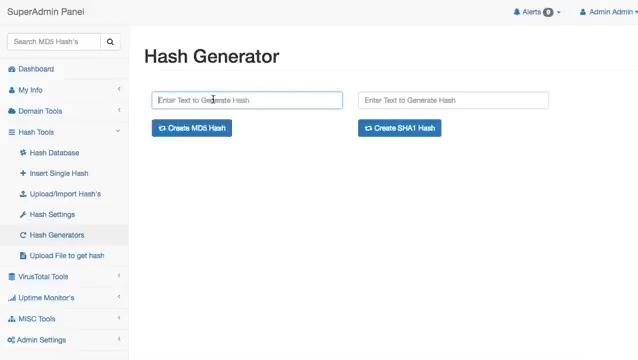 SuperAdmin Panel
Alerts 9
Admin Admin
Search MD5 Hash's
Dashboard
My Info
Domain Tools
Hash Tools
Hash Database
Insert Single Hash
Upload/Import Hash's
Hash Settings
Hash Generators
Upload File to get hash
VirusTotal Tools
Uptime Monitor's
MISC Tools
Admin Settings
Hash Generator
Enter Text to Generate Hash
Enter Text to Generate Hash
Create MD5 Hash
Create SHA1 Hash